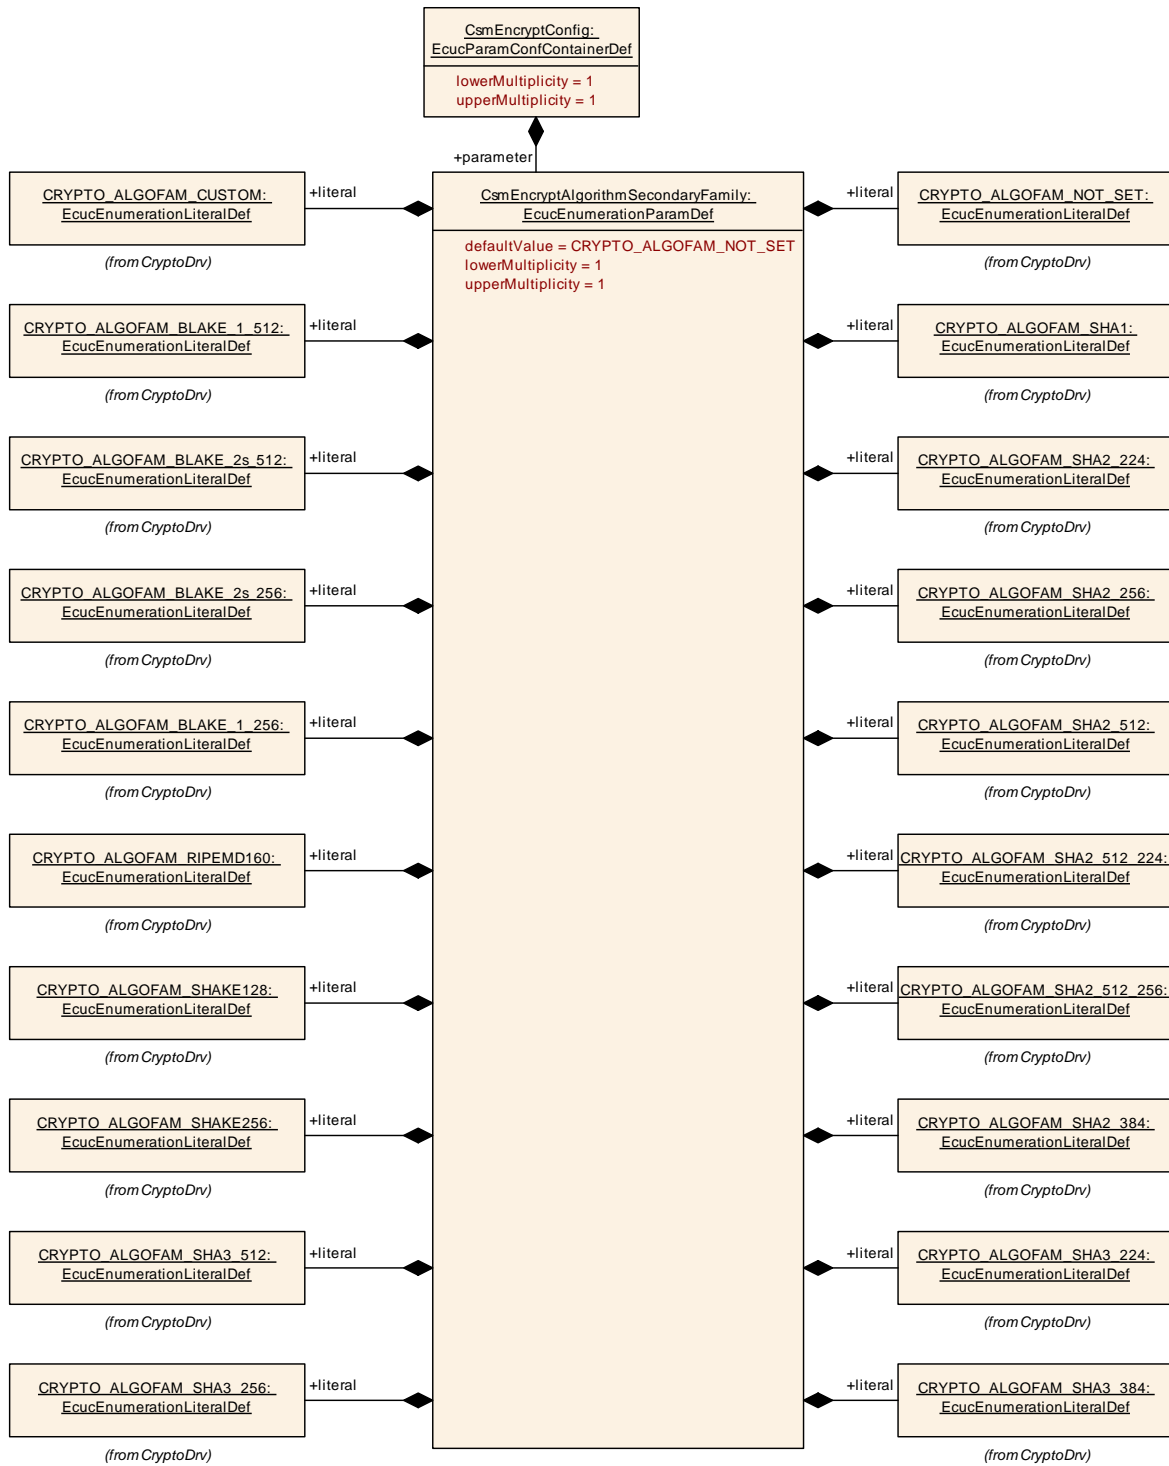 CsmEncryptConfig:
EcucParamConfContainerDef
lowerMultiplicity = 1
upperMultiplicity = 1
+parameter
CsmEncryptAlgorithmSecondaryFamily:
EcucEnumerationParamDef
defaultValue = CRYPTO_ALGOFAM_NOT_SET
lowerMultiplicity = 1
upperMultiplicity = 1
CRYPTO_ALGOFAM_CUSTOM:
EcucEnumerationLiteralDef
(from CryptoDrv)
+literal
+literal
CRYPTO_ALGOFAM_NOT_SET:
EcucEnumerationLiteralDef
(from CryptoDrv)
CRYPTO_ALGOFAM_BLAKE_1_512:
EcucEnumerationLiteralDef
(from CryptoDrv)
+literal
+literal
CRYPTO_ALGOFAM_SHA1:
EcucEnumerationLiteralDef
(from CryptoDrv)
CRYPTO_ALGOFAM_BLAKE_2s_512:
EcucEnumerationLiteralDef
(from CryptoDrv)
+literal
+literal
CRYPTO_ALGOFAM_SHA2_224:
EcucEnumerationLiteralDef
(from CryptoDrv)
CRYPTO_ALGOFAM_BLAKE_2s_256:
EcucEnumerationLiteralDef
(from CryptoDrv)
+literal
+literal
CRYPTO_ALGOFAM_SHA2_256:
EcucEnumerationLiteralDef
(from CryptoDrv)
CRYPTO_ALGOFAM_BLAKE_1_256:
EcucEnumerationLiteralDef
(from CryptoDrv)
+literal
+literal
CRYPTO_ALGOFAM_SHA2_512:
EcucEnumerationLiteralDef
(from CryptoDrv)
CRYPTO_ALGOFAM_RIPEMD160:
EcucEnumerationLiteralDef
(from CryptoDrv)
+literal
+literal
CRYPTO_ALGOFAM_SHA2_512_224:
EcucEnumerationLiteralDef
(from CryptoDrv)
CRYPTO_ALGOFAM_SHAKE128:
EcucEnumerationLiteralDef
(from CryptoDrv)
+literal
+literal
CRYPTO_ALGOFAM_SHA2_512_256:
EcucEnumerationLiteralDef
(from CryptoDrv)
CRYPTO_ALGOFAM_SHAKE256:
EcucEnumerationLiteralDef
(from CryptoDrv)
+literal
+literal
CRYPTO_ALGOFAM_SHA2_384:
EcucEnumerationLiteralDef
(from CryptoDrv)
CRYPTO_ALGOFAM_SHA3_512:
EcucEnumerationLiteralDef
(from CryptoDrv)
+literal
+literal
CRYPTO_ALGOFAM_SHA3_224:
EcucEnumerationLiteralDef
(from CryptoDrv)
CRYPTO_ALGOFAM_SHA3_256:
EcucEnumerationLiteralDef
(from CryptoDrv)
+literal
+literal
CRYPTO_ALGOFAM_SHA3_384:
EcucEnumerationLiteralDef
(from CryptoDrv)